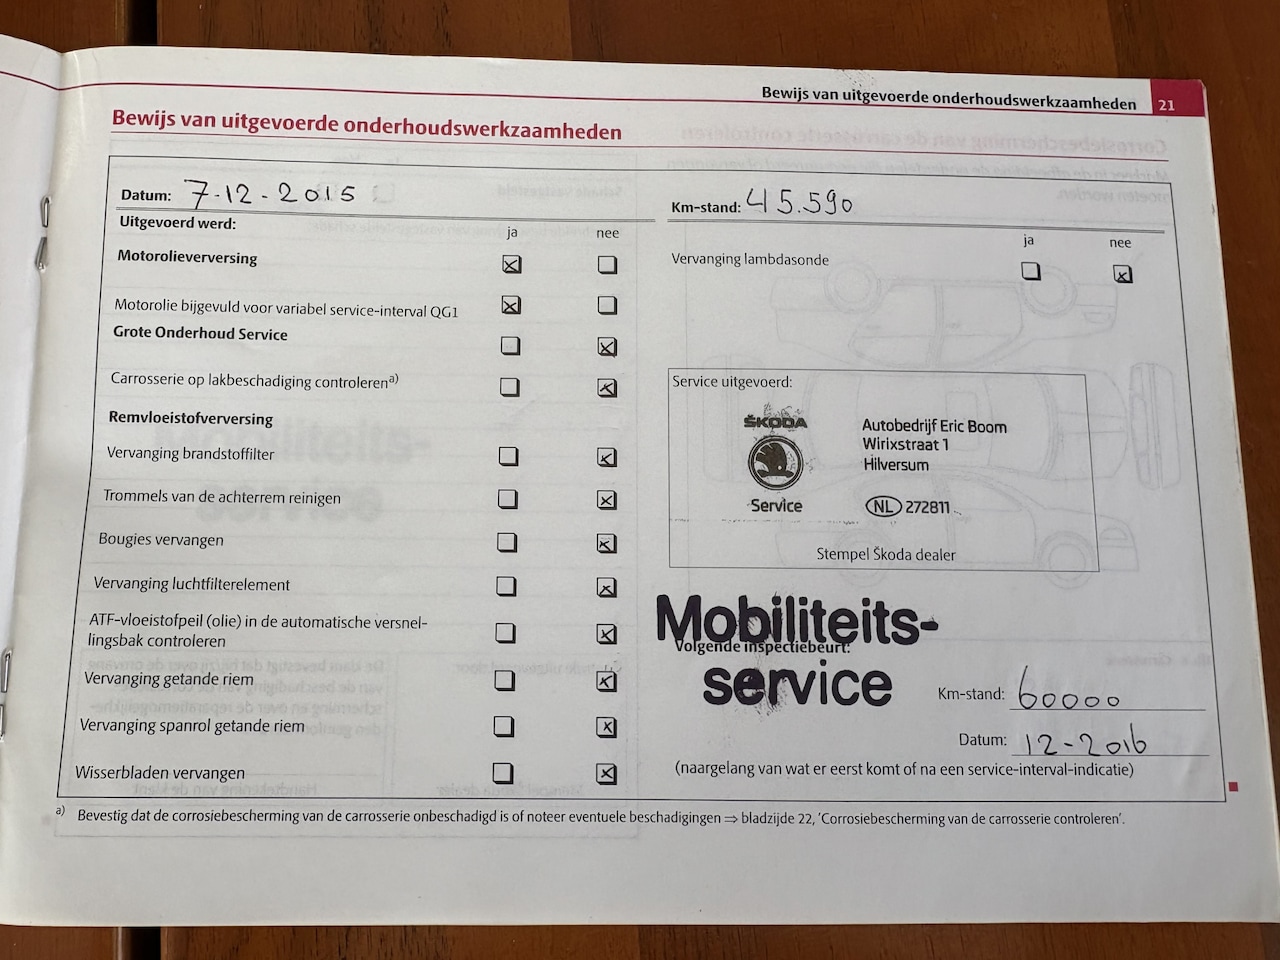 Bewijs van uitgevoerde onderhoudswerkzaamheden 21
Bewijs van uitgevoerde onderhoudswerkzaamheden
Datum: 7-12-2015
Km-stand: 45.590
Uitgevoerd werd:
ja nee
Motorolieverversing
Motorolie bijgevuld voor variabel service-interval QG1
Grote Onderhoud Service
Carrosserie op lakbeschadiging controleren a)
Remvloeistofverversing
Vervanging brandstoffilter
Trommels van de achterrem reinigen
Bougies vervangen
Vervanging luchtfilterelement
ATF-vloeistofpeil (olie) in de automatische versnel-
lingsbak controleren
Vervanging getande riem
Vervanging spanrol getande riem
Wisserbladen vervangen
ja nee
Vervanging lambdasonde
Service uitgevoerd:
ŠKODA
Service
Autobedrijf Eric Boom
Wirixstraat 1
Hilversum
NL 272811
Stempel Škoda dealer
Mobiliteits-
Volgende inspectiebeurt:
service
Km-stand: 60000
Datum: 12-2016
(naargelang van wat er eerst komt of na een service-interval-indicatie)
a) Bevestig dat de corrosiebescherming van de carrosserie onbeschadigd is of noteer eventuele beschadigingen ⇒ bladzijde 22, 'Corrosiebescherming van de carrosserie controleren'.